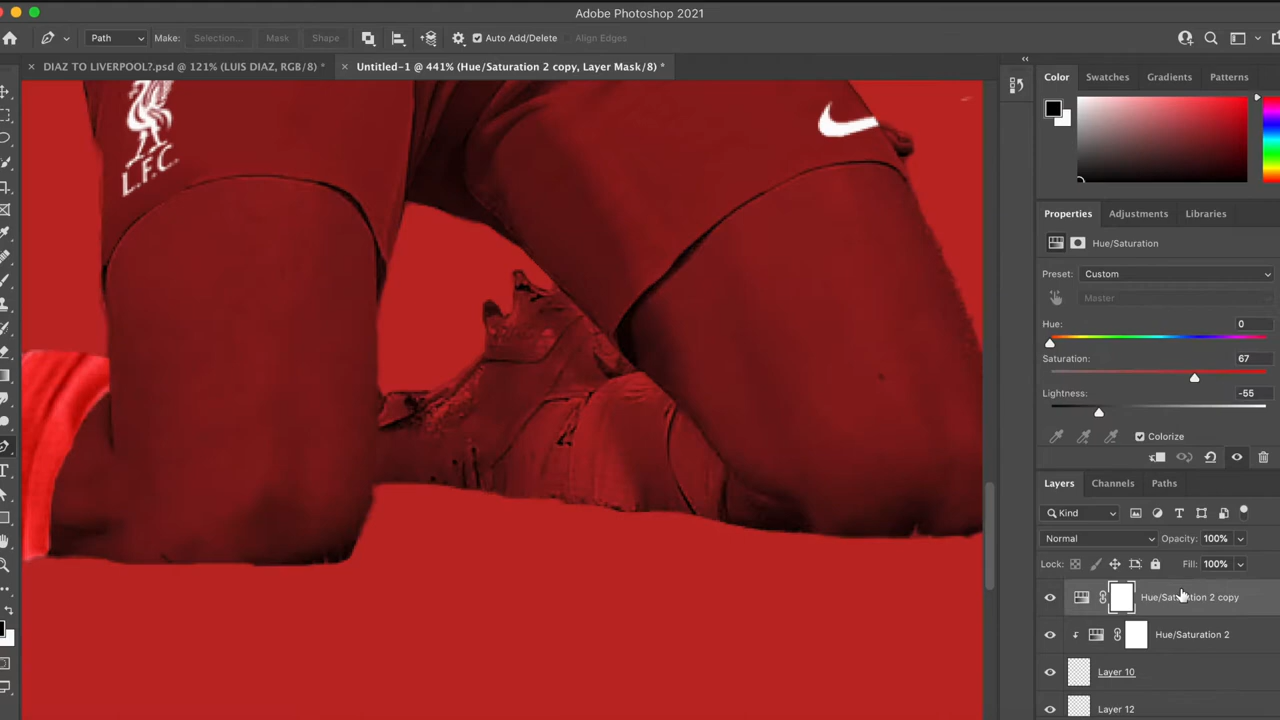 Adobe Photoshop 2021
Path Make: Selection... Mask Shape Auto Add/Delete Align Edges
DIAZ TO LIVERPOOL?.psd @ 121% (LUIS DIAZ, RGB/8) * Untitled-1 @ 441% (Hue/Saturation 2 copy, Layer Mask/8) *
Color Swatches Gradients Patterns
L.F.C.
Properties Adjustments Libraries
Hue/Saturation
Preset: Custom
Master
Hue: 0
Saturation: 67
Lightness: -55
Colorize
Layers Channels Paths
Kind
Normal Opacity: 100%
Lock: Fill: 100%
Hue/Saturation 2 copy
Hue/Saturation 2
Layer 10
Layer 12